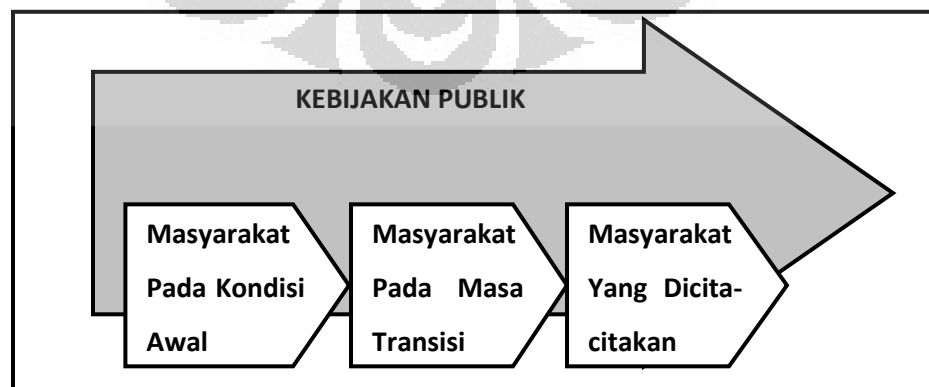 KEBIJAKAN PUBLIK
Masyarakat
Pada Kondisi
Awal
Masyarakat
Pada Masa
Transisi
Masyarakat
Yang Dicita-
citakan